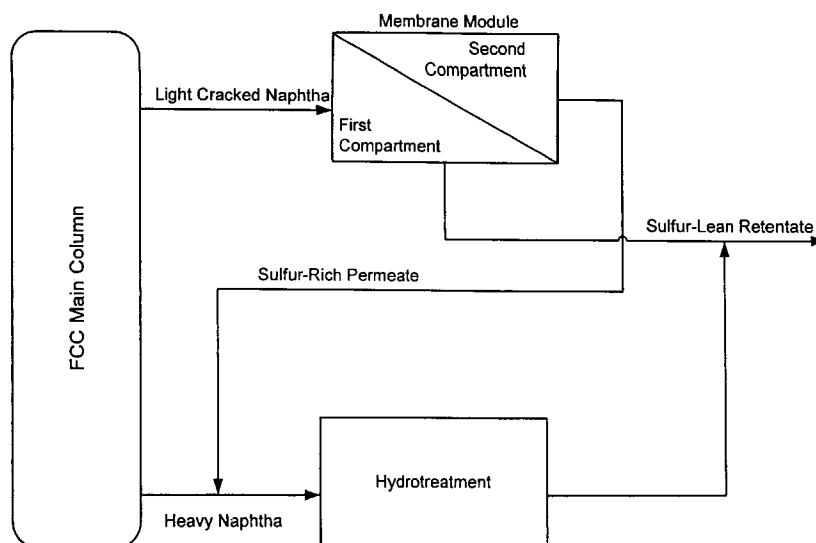 Membrane Module
Second
Compartment
Light Cracked Naphtha
First
Compartment
Sulfur-Lean Retentate
Sulfur-Rich Permeate
FCC Main Column
Hydrotreatment
Heavy Naphtha